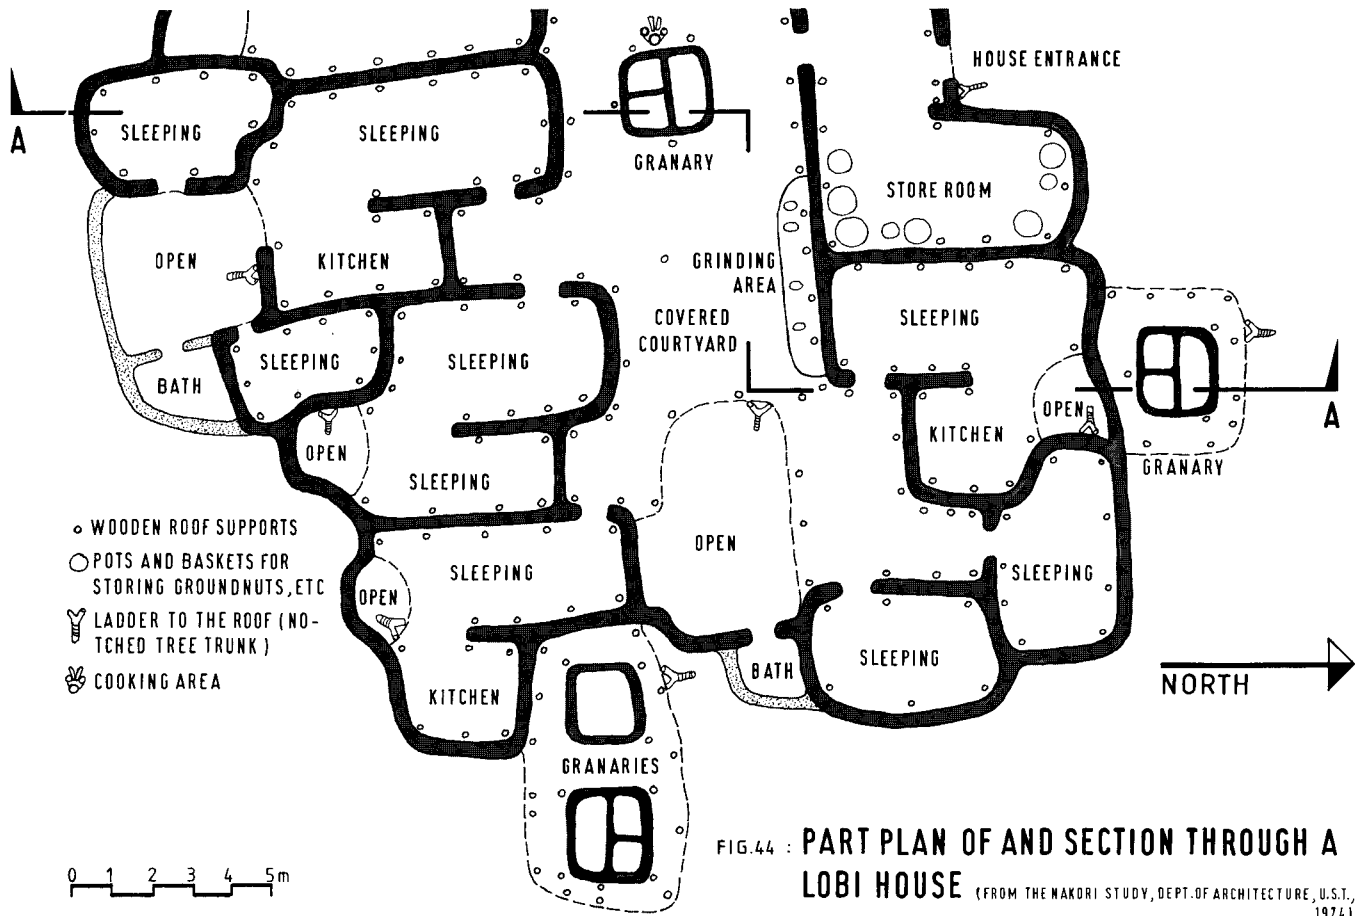 HOUSE ENTRANCE
A
SLEEPING
SLEEPING
GRANARY
STORE ROOM
OPEN
KITCHEN
GRINDING
AREA
COVERED
COURTYARD
SLEEPING
SLEEPING
SLEEPING
BATH
OPEN
A
KITCHEN
GRANARY
OPEN
SLEEPING
OPEN
SLEEPING
SLEEPING
OPEN
BATH
SLEEPING
KITCHEN
GRANARIES
WOODEN ROOF SUPPORTS
POTS AND BASKETS FOR
STORING GROUNDNUTS, ETC
LADDER TO THE ROOF (NO-
TCHED TREE TRUNK)
COOKING AREA
NORTH
0 1 2 3 4 5m
FIG.44 : PART PLAN OF AND SECTION THROUGH A
LOBI HOUSE (FROM THE NAKORI STUDY, DEPT. OF ARCHITECTURE, U.S.T.,
1974)